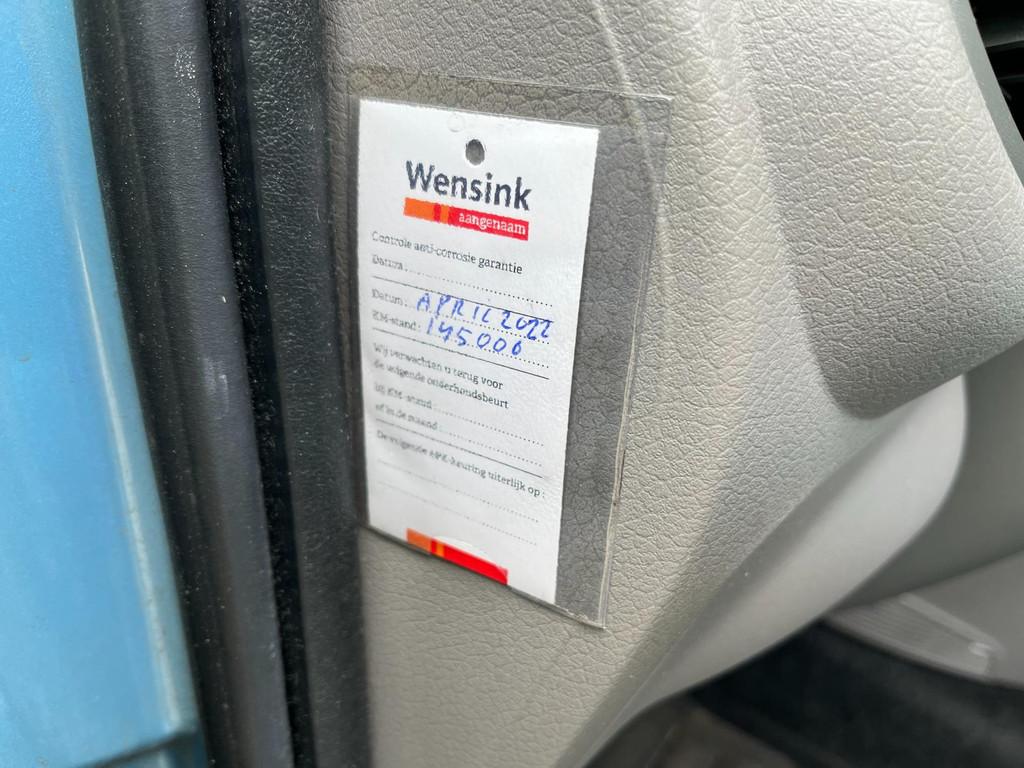 Wensink
aangenaam
Controle anti-corrosie garantie
Datum :
Datum : APRIL 2022
KM-stand : 145.000
Wij verwachten u terug voor
de volgende onderhoudsbeurt
bij KM-stand :
of in de maand :
De volgende APK-keuring uiterlijk op :